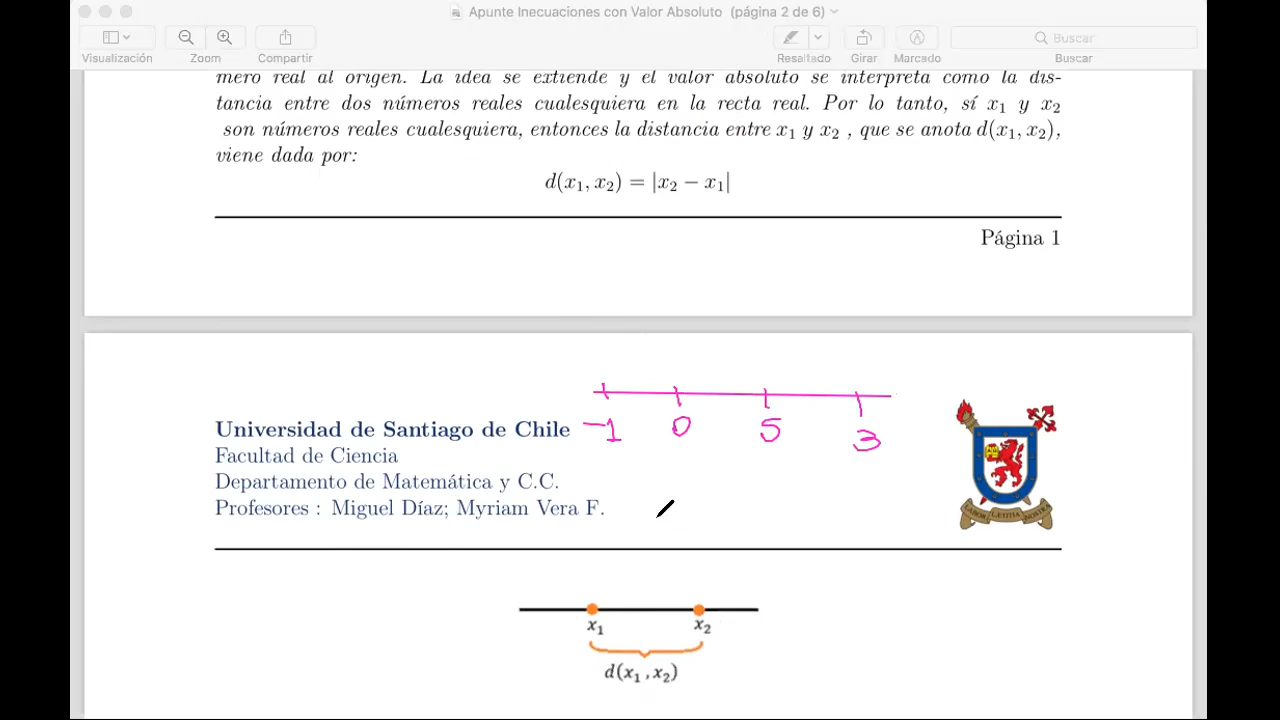 Apunte Inecuaciones con Valor Absoluto (página 2 de 6)
Visualización Zoom Compartir Resaltado Girar Marcado Buscar
Buscar
mero real al origen. La idea se extiende y el valor absoluto se interpreta como la dis-
tancia entre dos números reales cualesquiera en la recta real. Por lo tanto, sí x₁ y x₂
son números reales cualesquiera, entonces la distancia entre x₁ y x₂ , que se anota d(x₁, x₂),
viene dada por:
d(x₁, x₂) = |x₂ − x₁|
Página 1
−1 0 5 3
Universidad de Santiago de Chile
Facultad de Ciencia
Departamento de Matemática y C.C.
Profesores : Miguel Díaz; Myriam Vera F.
LABOR LETITIA NOSTRA
x₁ x₂
d(x₁ , x₂)